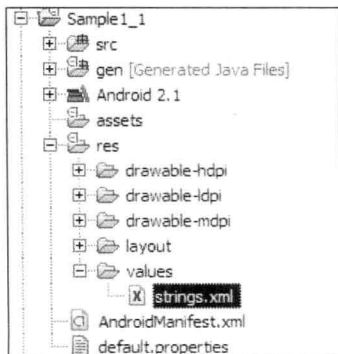 Sample1_1
src
gen [Generated Java Files]
Android 2.1
assets
res
drawable-hdpi
drawable-ldpi
drawable-mdpi
layout
values
strings.xml
AndroidManifest.xml
default.properties